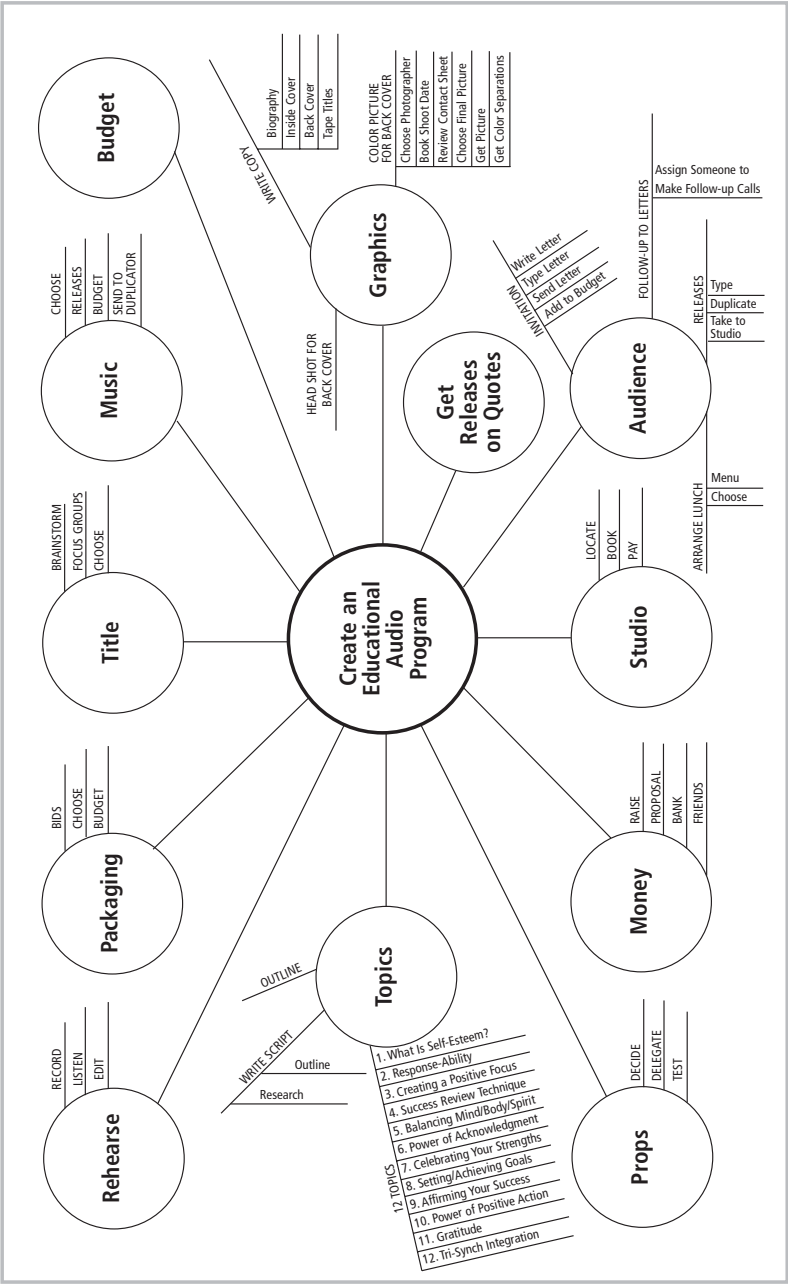 Create an
Educational
Audio
Program
Rehearse
RECORD
LISTEN
EDIT
Packaging
BIDS
CHOOSE
BUDGET
Title
BRAINSTORM
FOCUS GROUPS
CHOOSE
Music
CHOOSE
RELEASES
BUDGET
SEND TO
DUPLICATOR
Budget
Graphics
WRITE COPY
Biography
Inside Cover
Back Cover
Tape Titles
COLOR PICTURE
FOR BACK COVER
Choose Photographer
Book Shoot Date
Review Contact Sheet
Choose Final Picture
Get Picture
Get Color Separations
HEAD SHOT FOR
BACK COVER
Get
Releases
on Quotes
Audience
INVITATION
Write Letter
Type Letter
Send Letter
Add to Budget
FOLLOW-UP TO LETTERS
Assign Someone to
Make Follow-up Calls
RELEASES
Type
Duplicate
Take to
Studio
ARRANGE LUNCH
Menu
Choose
Studio
LOCATE
BOOK
PAY
Money
RAISE
PROPOSAL
BANK
FRIENDS
Props
DECIDE
DELEGATE
TEST
Topics
OUTLINE
WRITE SCRIPT
Outline
Research
12 TOPICS
1. What Is Self-Esteem?
2. Response-Ability
3. Creating a Positive Focus
4. Success Review Technique
5. Balancing Mind/Body/Spirit
6. Power of Acknowledgment
7. Celebrating Your Strengths
8. Setting/Achieving Goals
9. Affirming Your Success
10. Power of Positive Action
11. Gratitude
12. Tri-Synch Integration